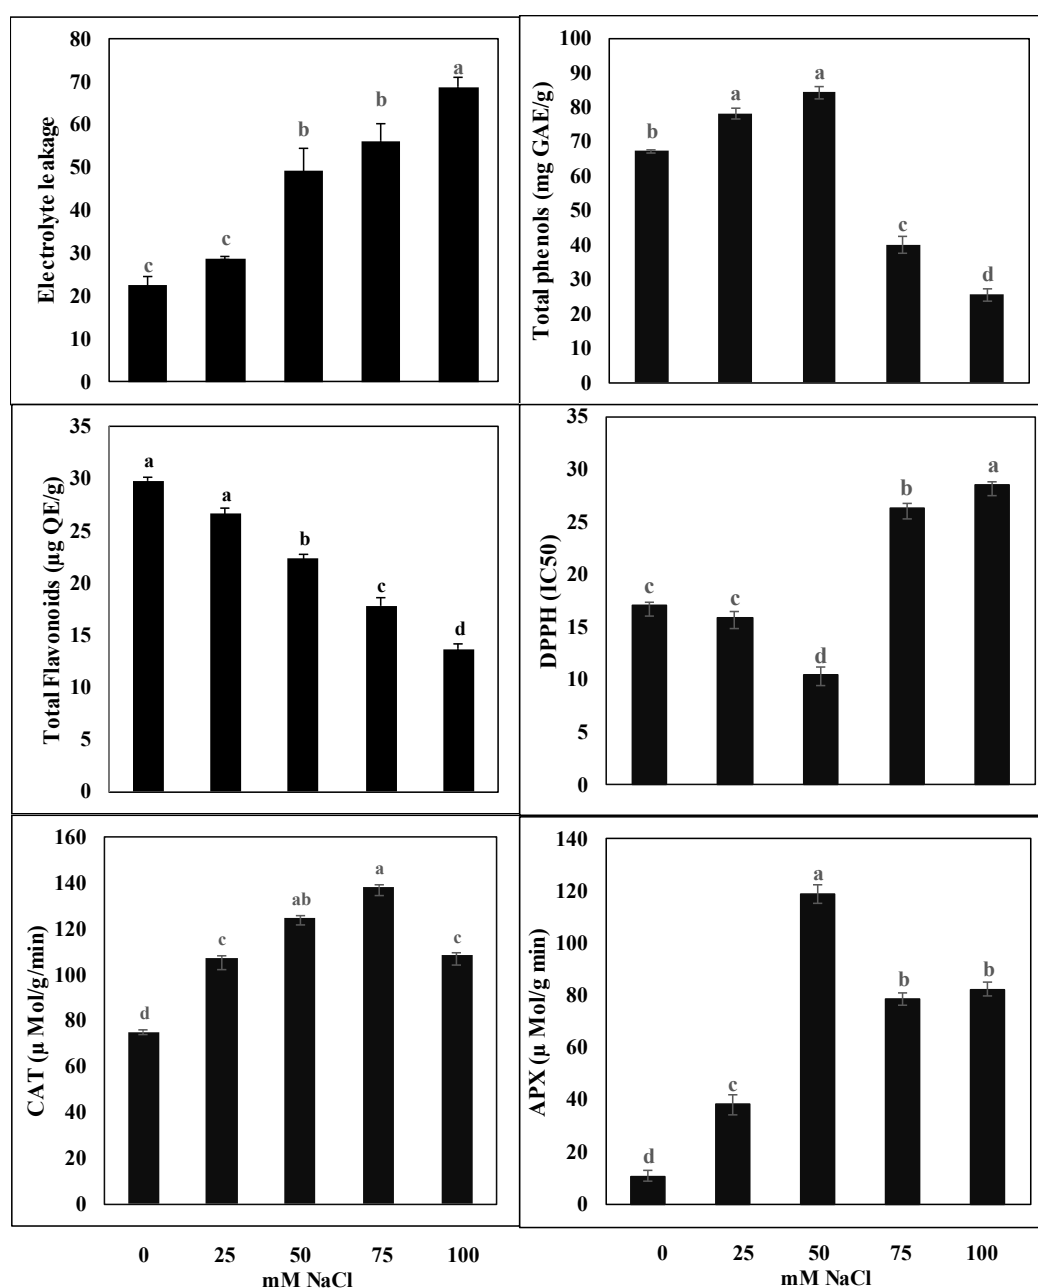 Electrolyte leakage
80
70
60
50
40
30
20
10
0
c
c
b
b
a
Total phenols (mg GAE/g)
100
90
80
70
60
50
40
30
20
10
0
b
a
a
c
d
Total Flavonoids (µg QE/g)
35
30
25
20
15
10
5
0
a
a
b
c
d
DPPH (IC50)
35
30
25
20
15
10
5
0
c
c
d
b
a
CAT (µ Mol/g/min)
160
140
120
100
80
60
40
20
0
d
c
ab
a
c
0 25 50 75 100
mM NaCl
APX (µ Mol/g min)
140
120
100
80
60
40
20
0
d
c
a
b
b
0 25 50 75 100
mM NaCl